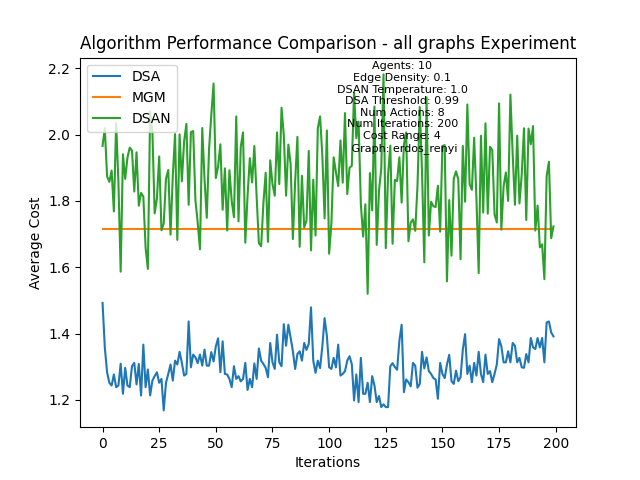 Algorithm Performance Comparison - all graphs Experiment
DSA
MGM
DSAN
Agents: 10
Edge Density: 0.1
DSAN Temperature: 1.0
DSA Threshold: 0.99
Num Actions: 8
Num Iterations: 200
Cost Range: 4
Graph: erdos_renyi
Average Cost
2.2
2.0
1.8
1.6
1.4
1.2
0
25
50
75
100
125
150
175
200
Iterations